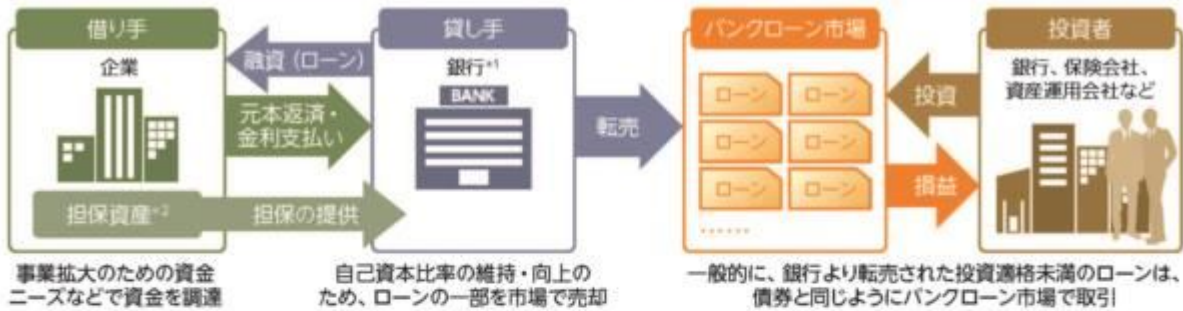 借り手
企業
担保資産*2
事業拡大のための資金
ニーズなどで資金を調達
融資（ローン）
元本返済・
金利支払い
担保の提供
貸し手
銀行*1
BANK
自己資本比率の維持・向上の
ため、ローンの一部を市場で売却
転売
バンクローン市場
ローン ローン
ローン ローン
ローン ローン
……
投資
損益
投資者
銀行、保険会社、
資産運用会社など
一般的に、銀行より転売された投資適格未満のローンは、
債券と同じようにバンクローン市場で取引